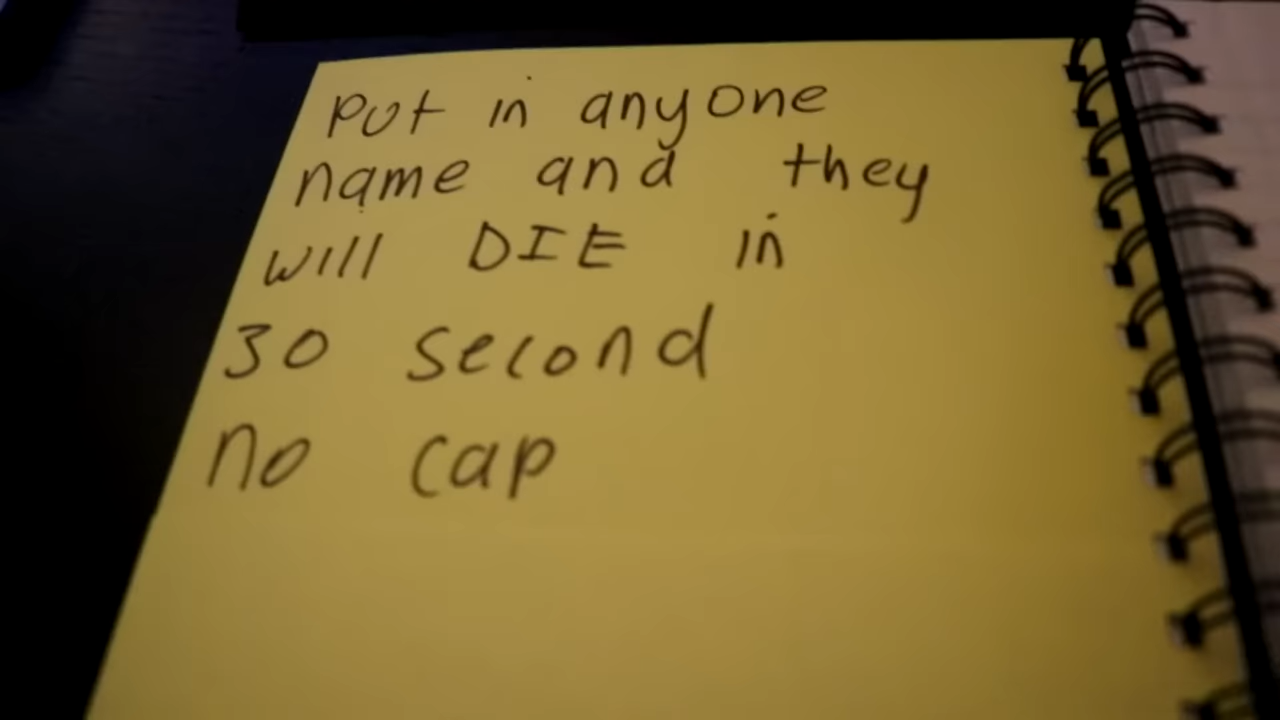 Put in anyone
name and they
will DIE in
30 second
no cap